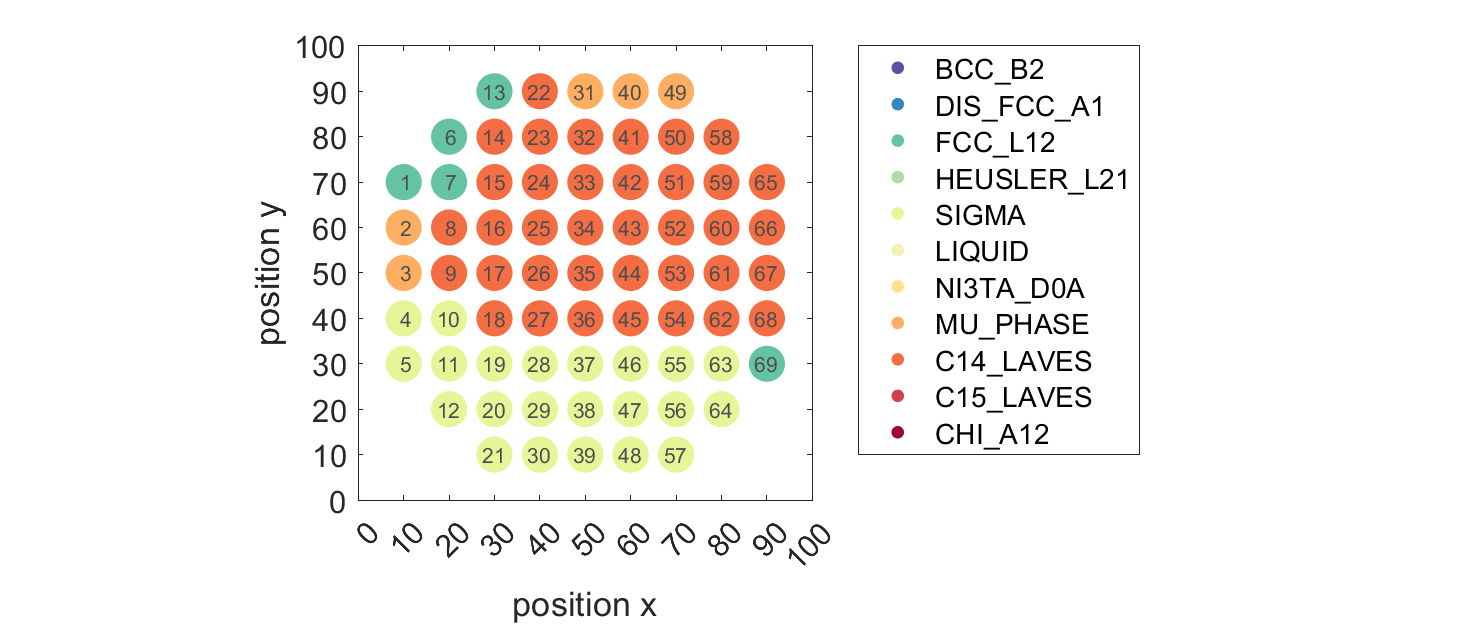 100
90 13 22 31 40 49
80 6 14 23 32 41 50 58
70 1 7 15 24 33 42 51 59 65
60 2 8 16 25 34 43 52 60 66
50 3 9 17 26 35 44 53 61 67
40 4 10 18 27 36 45 54 62 68
30 5 11 19 28 37 46 55 63 69
20 12 20 29 38 47 56 64
10 21 30 39 48 57
0
position y
0 10 20 30 40 50 60 70 80 90 100
position x
BCC_B2
DIS_FCC_A1
FCC_L12
HEUSLER_L21
SIGMA
LIQUID
NI3TA_D0A
MU_PHASE
C14_LAVES
C15_LAVES
CHI_A12